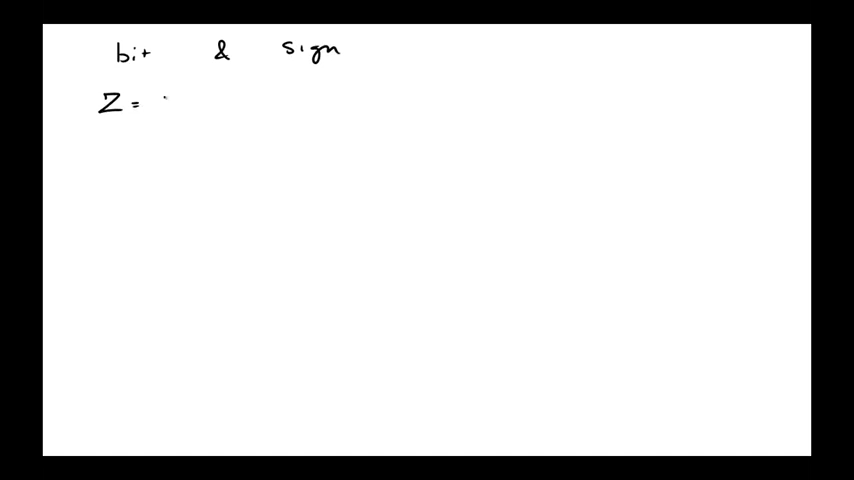 bit & sign
Z =